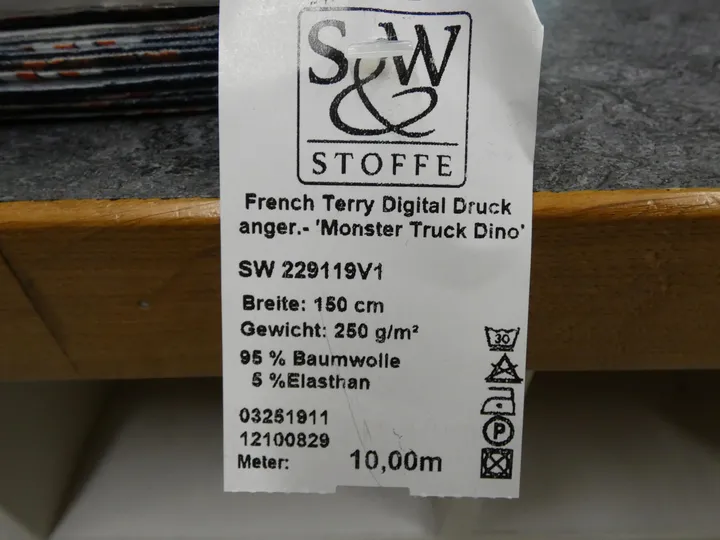 S&W
STOFFE
French Terry Digital Druck
anger.- 'Monster Truck Dino'
SW 229119V1
Breite: 150 cm
Gewicht: 250 g/m²
95 % Baumwolle
5 %Elasthan
30
P
03251911
12100829
Meter: 10,00m